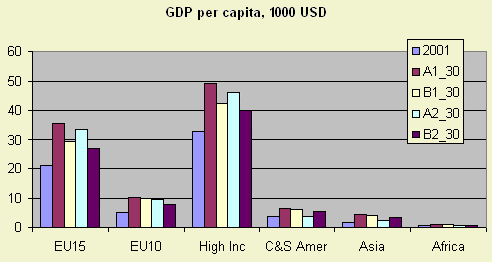 GDP per capita, 1000 USD
60
50
40
30
20
10
0
2001
A1_30
B1_30
A2_30
B2_30
EU15 EU10 High Inc C&S Amer Asia Africa